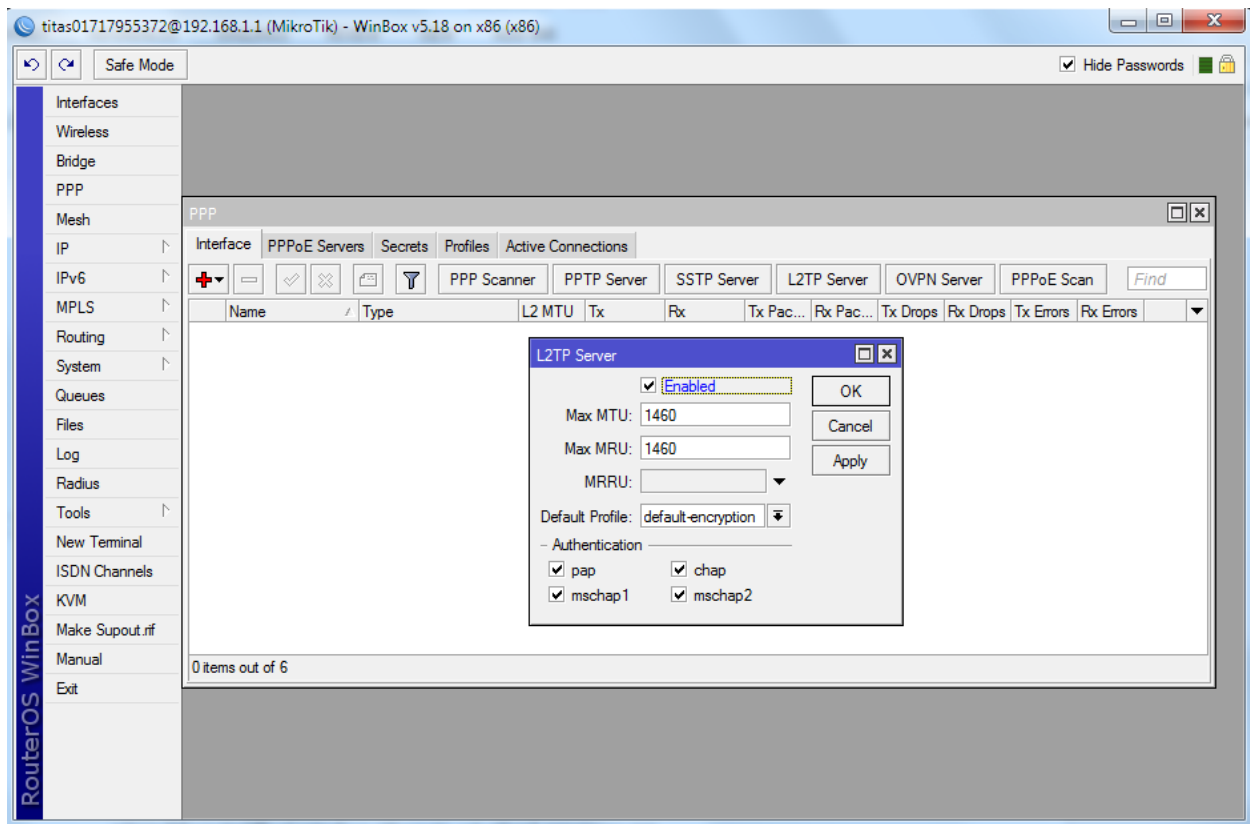 titas01717955372@192.168.1.1 (MikroTik) - WinBox v5.18 on x86 (x86)
Safe Mode
Hide Passwords
Interfaces
Wireless
Bridge
PPP
Mesh
IP
IPv6
MPLS
Routing
System
Queues
Files
Log
Radius
Tools
New Terminal
ISDN Channels
KVM
Make Supout.rif
Manual
Exit
RouterOS WinBox
PPP
Interface PPPoE Servers Secrets Profiles Active Connections
PPP Scanner PPTP Server SSTP Server L2TP Server OVPN Server PPPoE Scan Find
Name Type L2 MTU Tx Rx Tx Pac... Rx Pac... Tx Drops Rx Drops Tx Errors Rx Errors
L2TP Server
Enabled
Max MTU: 1460
Max MRU: 1460
MRRU:
Default Profile: default-encryption
- Authentication
pap chap
mschap1 mschap2
OK
Cancel
Apply
0 items out of 6